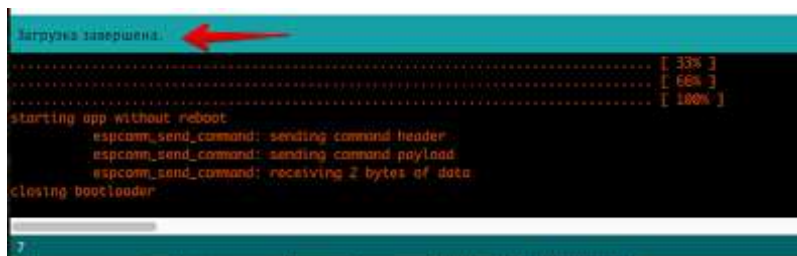 Загрузка завершена.
................................................................................ [ 33% ]
................................................................................ [ 66% ]
................................................................................ [ 100% ]
starting app without reboot
espcomm_send_command: sending command header
espcomm_send_command: sending command payload
espcomm_send_command: receiving 2 bytes of data
closing bootloader
7